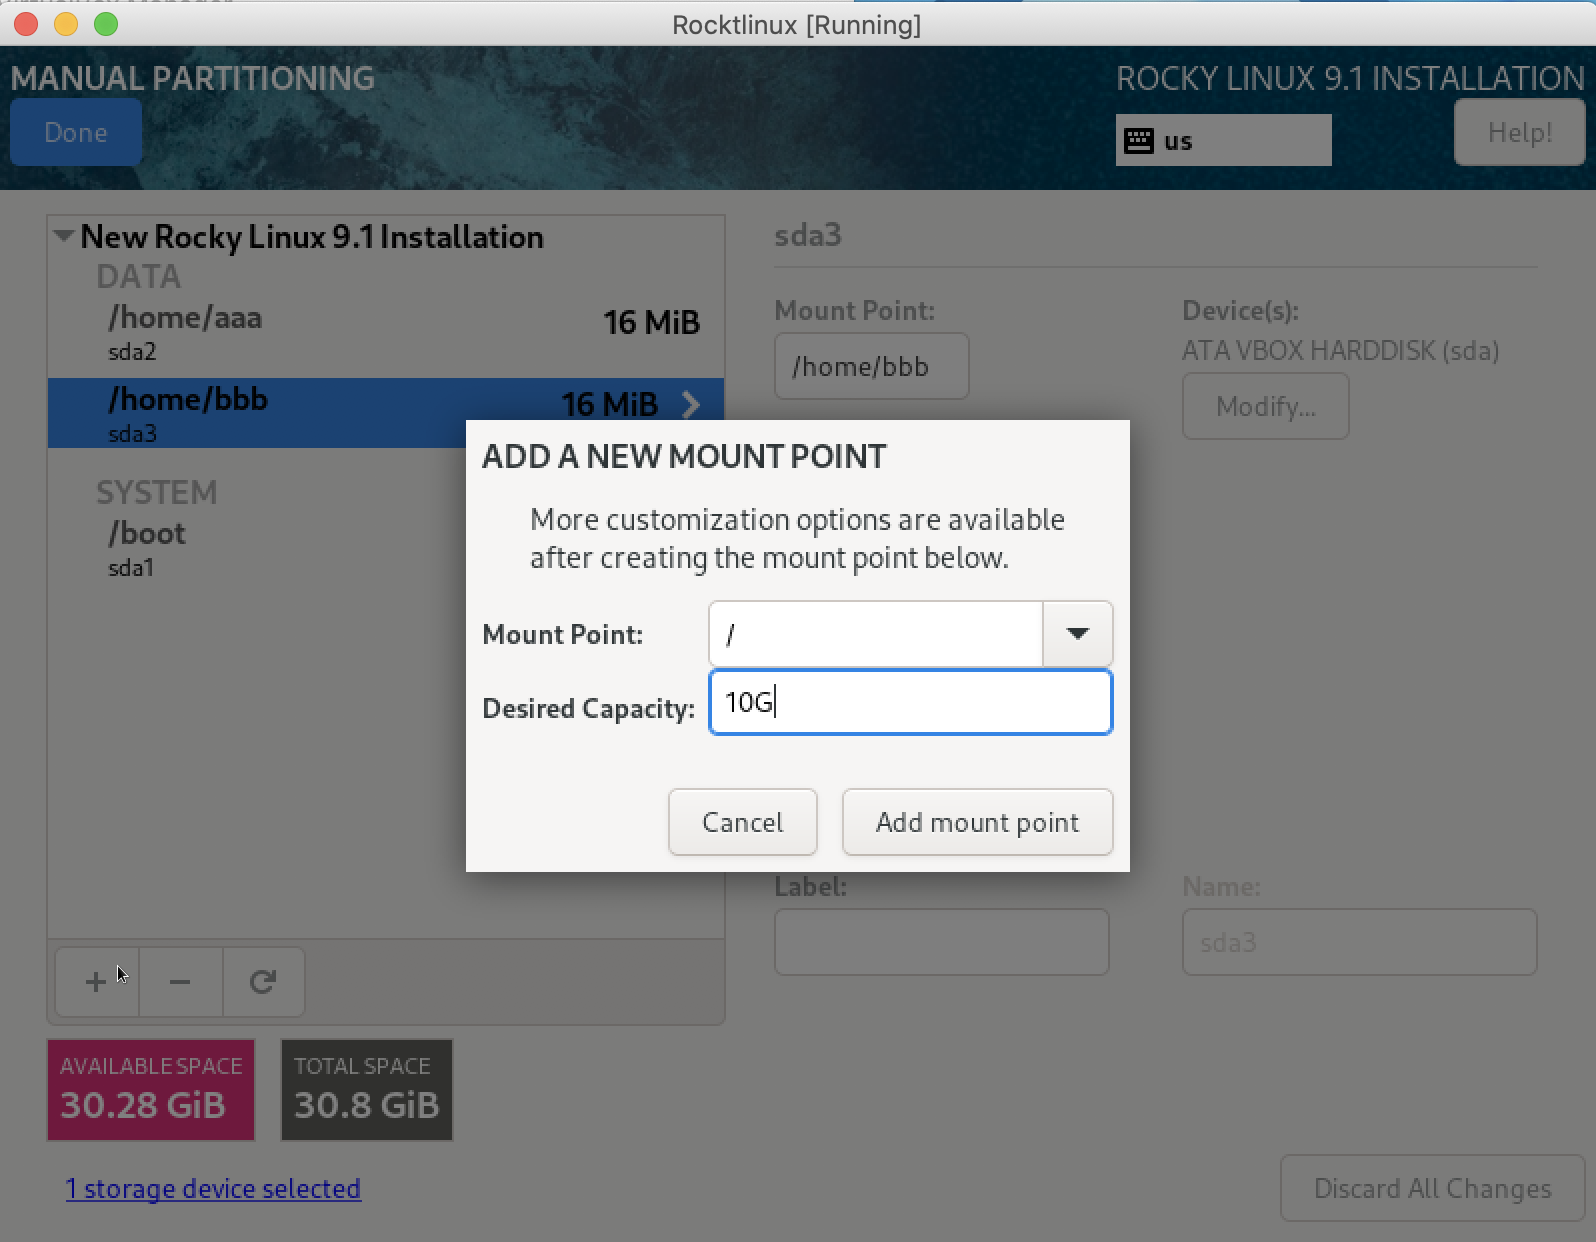 Rocktlinux [Running]
MANUAL PARTITIONING
ROCKY LINUX 9.1 INSTALLATION
Done
us
Help!
New Rocky Linux 9.1 Installation
DATA
/home/aaa
16 MiB
sda2
/home/bbb
16 MiB
sda3
SYSTEM
/boot
sda1
sda3
Mount Point:
Device(s):
/home/bbb
ATA VBOX HARDDISK (sda)
Modify...
ADD A NEW MOUNT POINT
More customization options are available
after creating the mount point below.
Mount Point:
/
Desired Capacity:
10G
Cancel
Add mount point
Label:
Name:
sda3
+
−
AVAILABLE SPACE
30.28 GiB
TOTAL SPACE
30.8 GiB
1 storage device selected
Discard All Changes